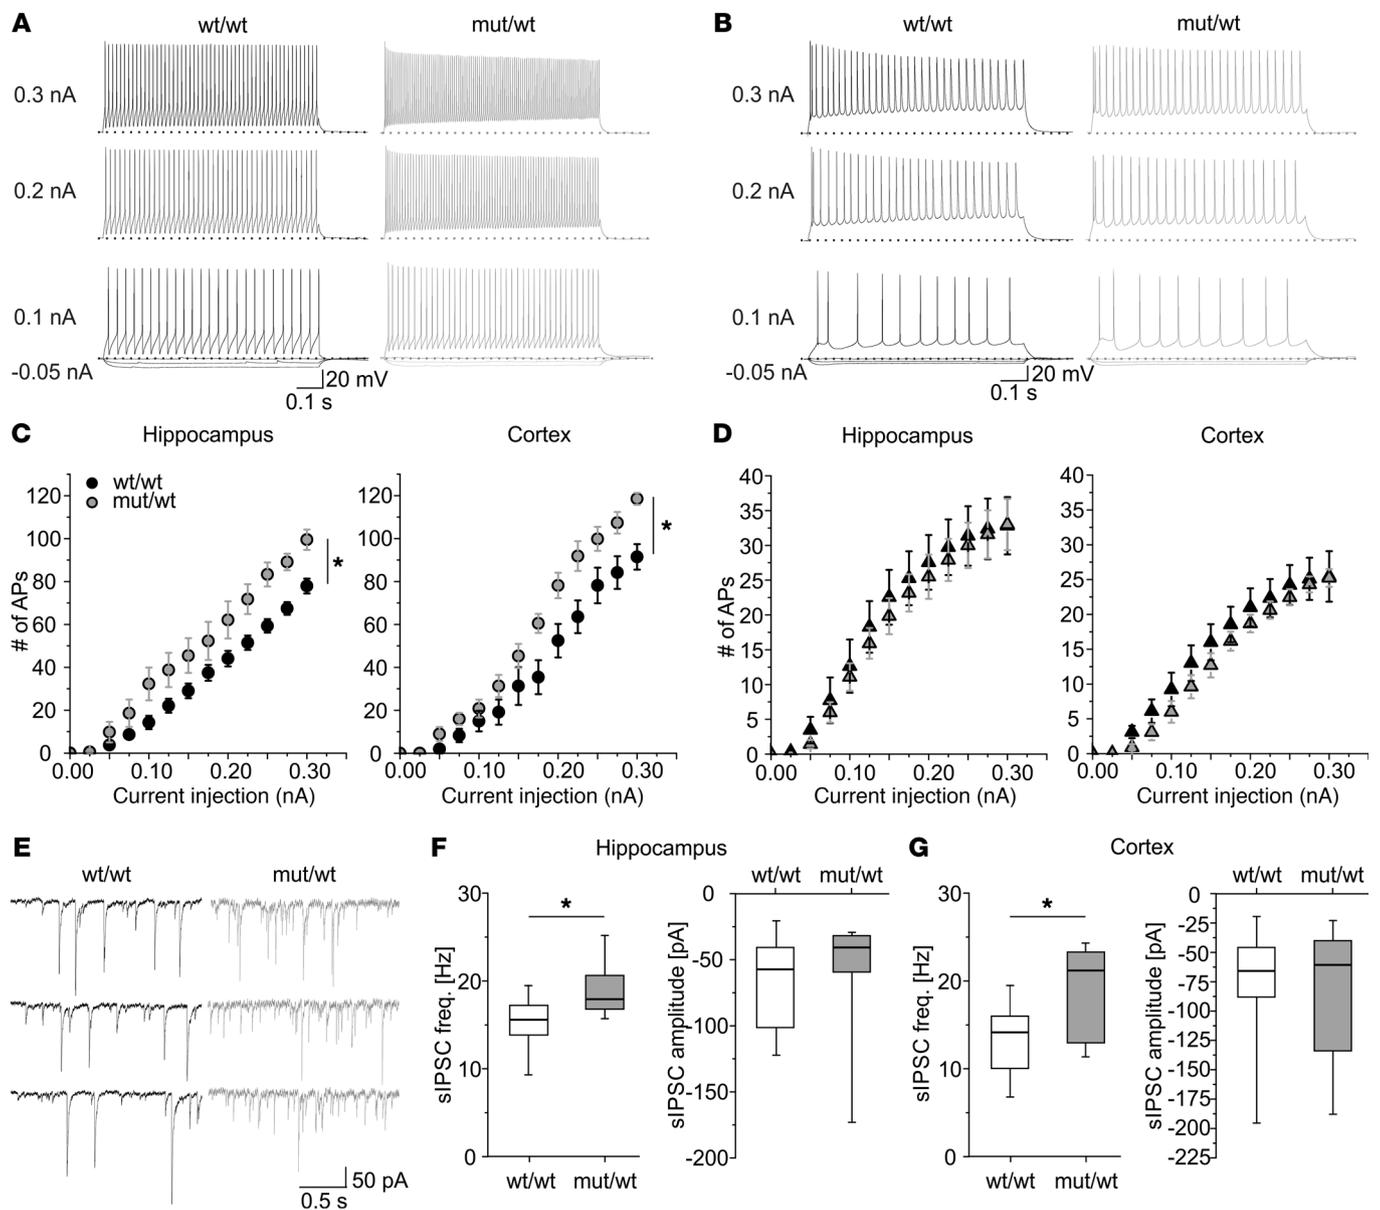 A
wt/wt
mut/wt
0.3 nA
0.2 nA
0.1 nA
-0.05 nA
20 mV
0.1 s
B
wt/wt
mut/wt
0.3 nA
0.2 nA
0.1 nA
-0.05 nA
20 mV
0.1 s
C
Hippocampus
wt/wt
mut/wt
# of APs
120
100
80
60
40
20
0
*
0.00 0.10 0.20 0.30
Current injection (nA)
Cortex
120
100
80
60
40
20
0
*
0.00 0.10 0.20 0.30
Current injection (nA)
D
Hippocampus
# of APs
40
35
30
25
20
15
10
5
0
0.00 0.10 0.20 0.30
Current injection (nA)
Cortex
40
35
30
25
20
15
10
5
0
0.00 0.10 0.20 0.30
Current injection (nA)
E
wt/wt
mut/wt
50 pA
0.5 s
F
Hippocampus
sIPSC freq. [Hz]
30
20
10
0
*
wt/wt mut/wt
wt/wt mut/wt
sIPSC amplitude [pA]
0
-50
-100
-150
-200
G
Cortex
sIPSC freq. [Hz]
30
20
10
0
*
wt/wt mut/wt
wt/wt mut/wt
sIPSC amplitude [pA]
0
-25
-50
-75
-100
-125
-150
-175
-200
-225